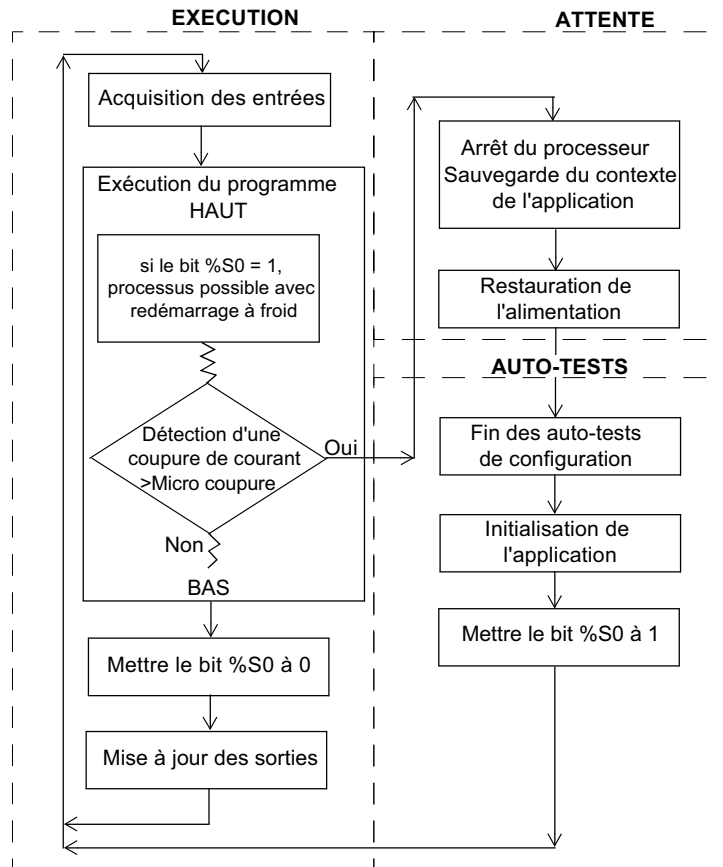 EXECUTION
Acquisition des entrées
Exécution du programme
HAUT
si le bit %S0 = 1,
processus possible avec
redémarrage à froid
Détection d'une
coupure de courant
>Micro coupure
Oui
Non
BAS
Mettre le bit %S0 à 0
Mise à jour des sorties
ATTENTE
Arrêt du processeur
Sauvegarde du contexte
de l'application
Restauration de
l'alimentation
AUTO-TESTS
Fin des auto-tests
de configuration
Initialisation de
l'application
Mettre le bit %S0 à 1